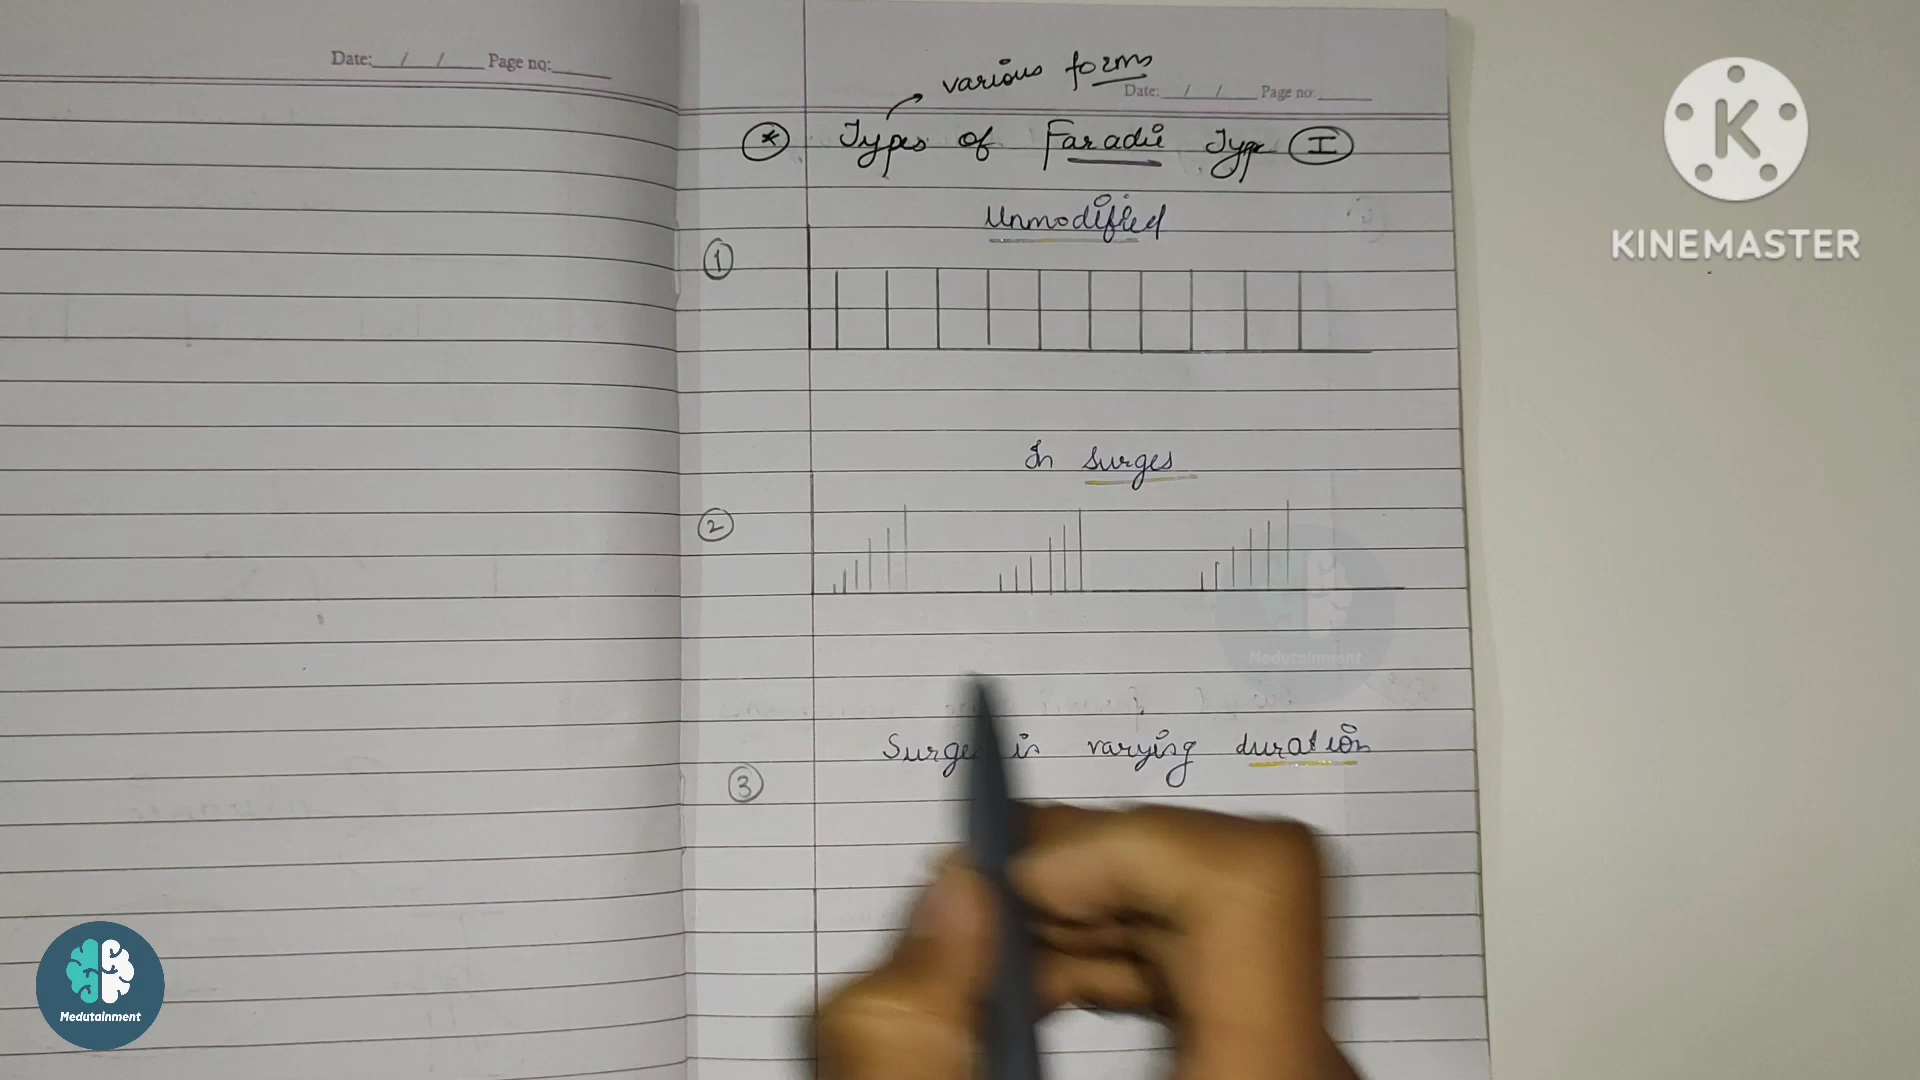 Date: / / Page no:
various forms
Date: / / Page no:
* Types of Faradic Type I
Unmodified
1
In surges
2
Medutainment
Surges in varying duration
3
K
KINEMASTER
Medutainment